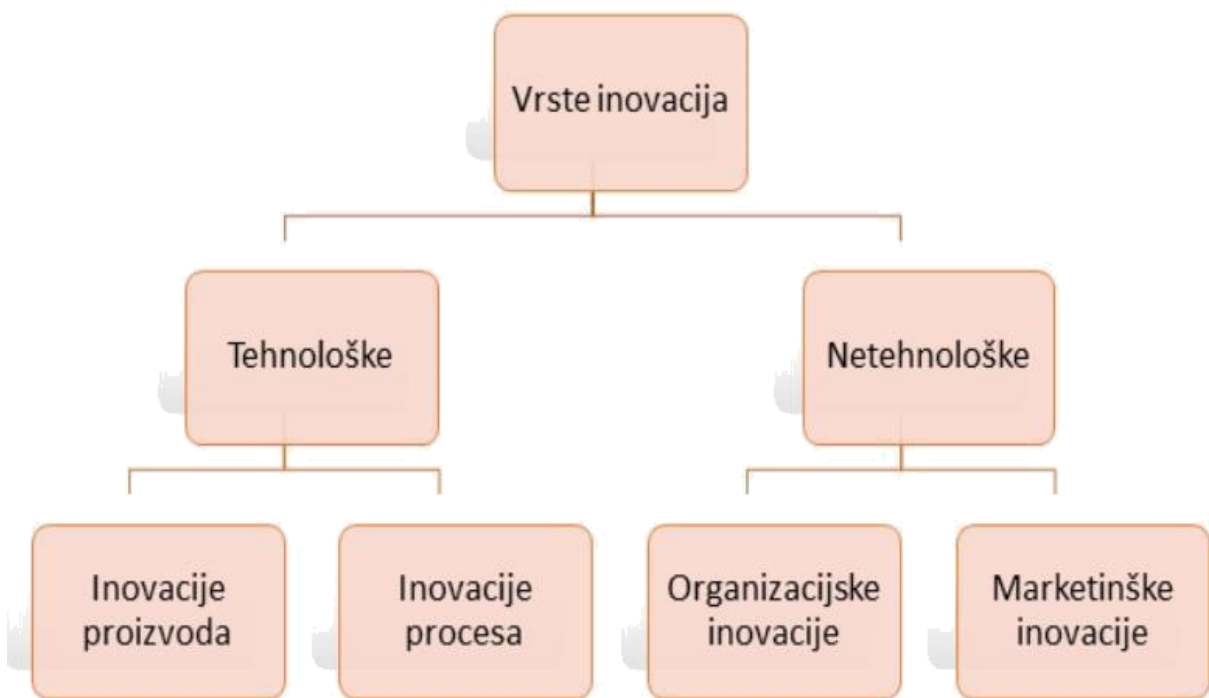 Vrste inovacija
Tehnološke
Netehnološke
Inovacije
proizvoda
Inovacije
procesa
Organizacijske
inovacije
Marketinške
inovacije